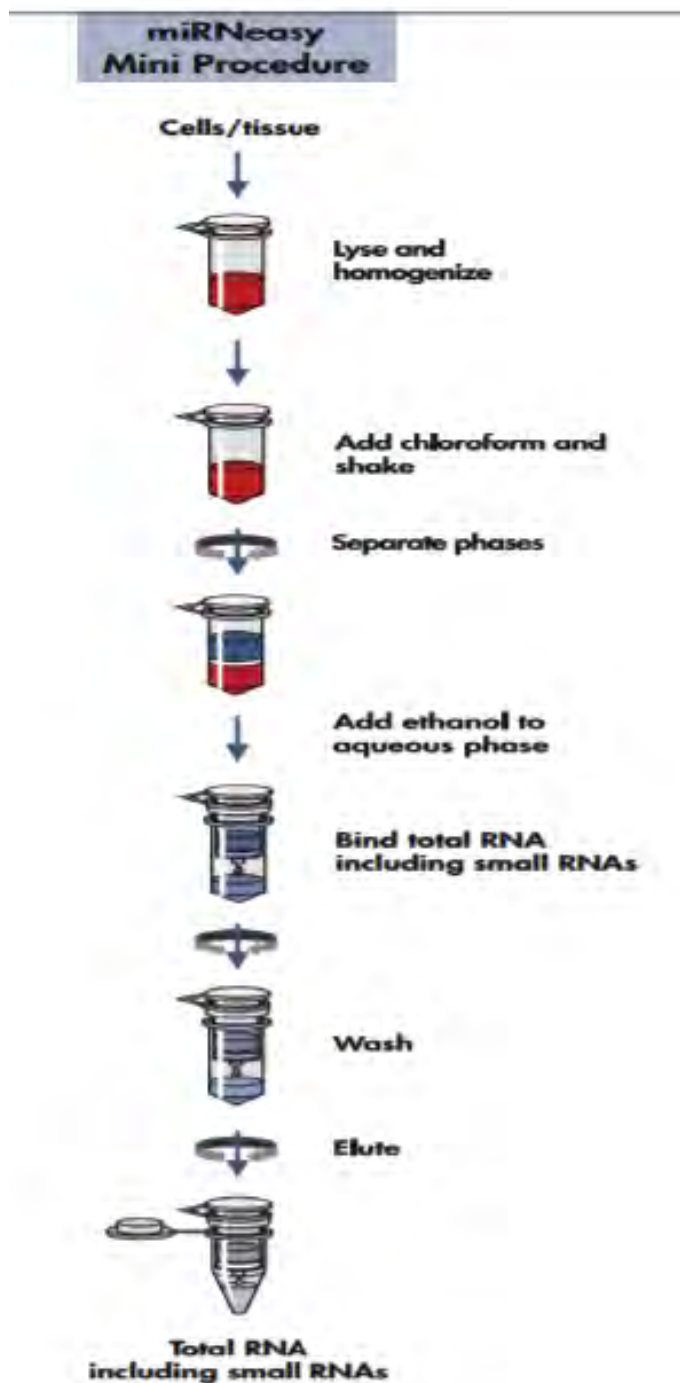 miRNeasy
Mini Procedure
Cells/tissue
Lyse and
homogenize
Add chloroform and
shake
Separate phases
Add ethanol to
aqueous phase
Bind total RNA
including small RNAs
Wash
Elute
Total RNA
including small RNAs